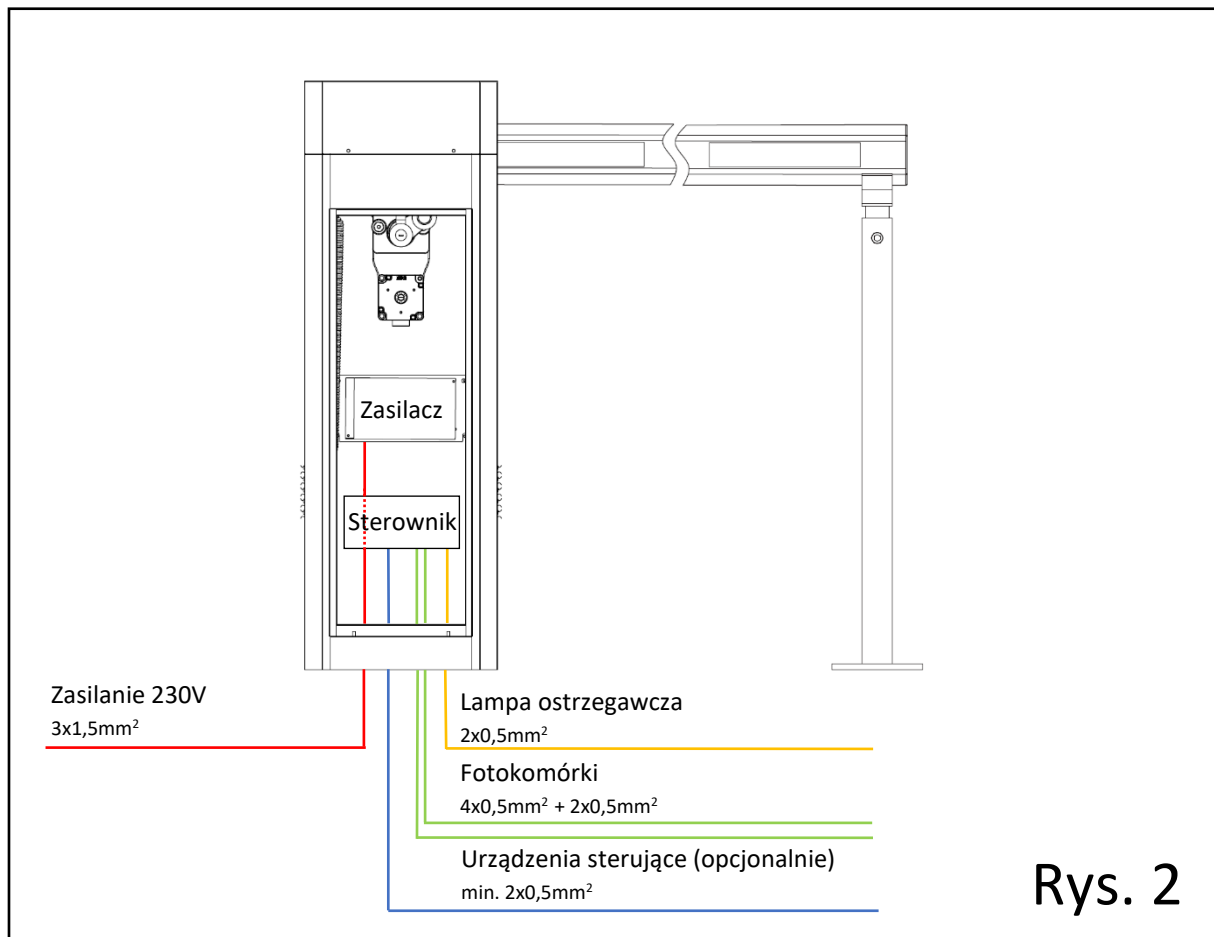 Zasilacz
Sterownik
Zasilanie 230V
3x1,5mm²
Lampa ostrzegawcza
2x0,5mm²
Fotokomórki
4x0,5mm² + 2x0,5mm²
Urządzenia sterujące (opcjonalnie)
min. 2x0,5mm²
Rys. 2